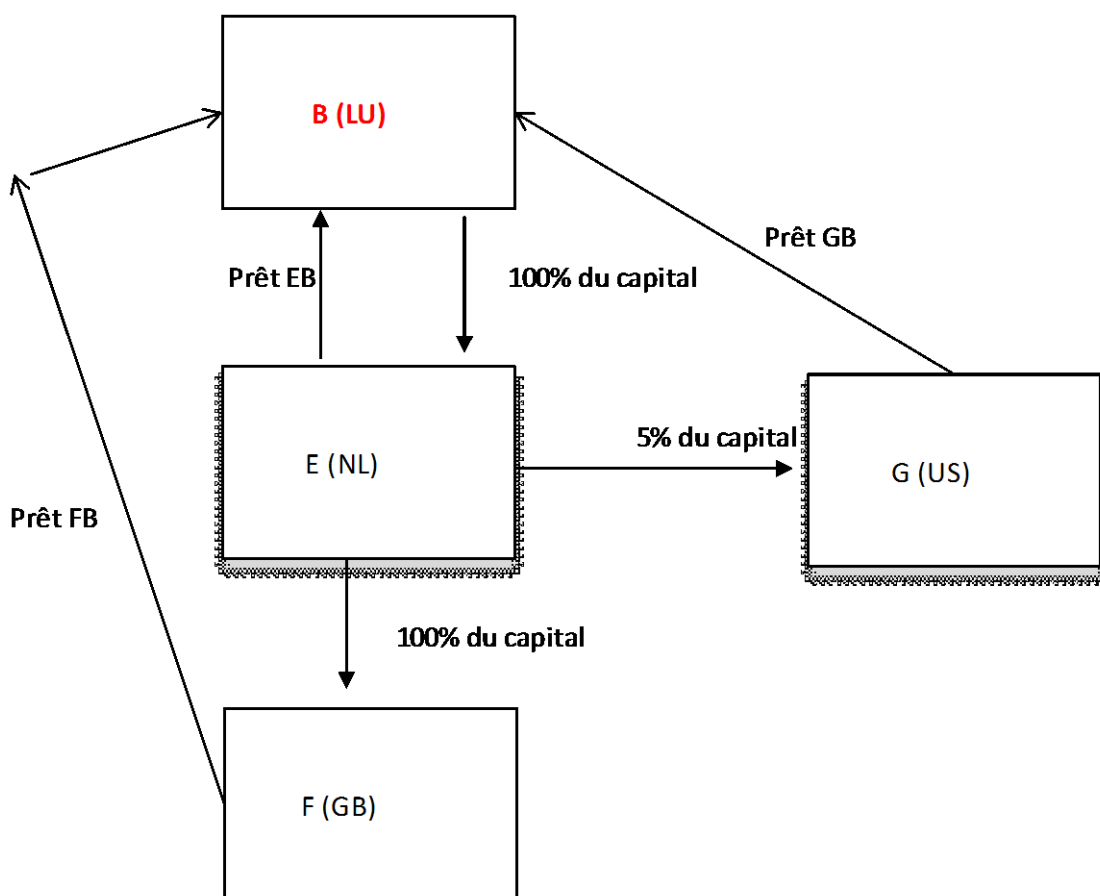 B (LU)
Prêt GB
Prêt EB
100% du capital
5% du capital
E (NL)
G (US)
Prêt FB
100% du capital
F (GB)